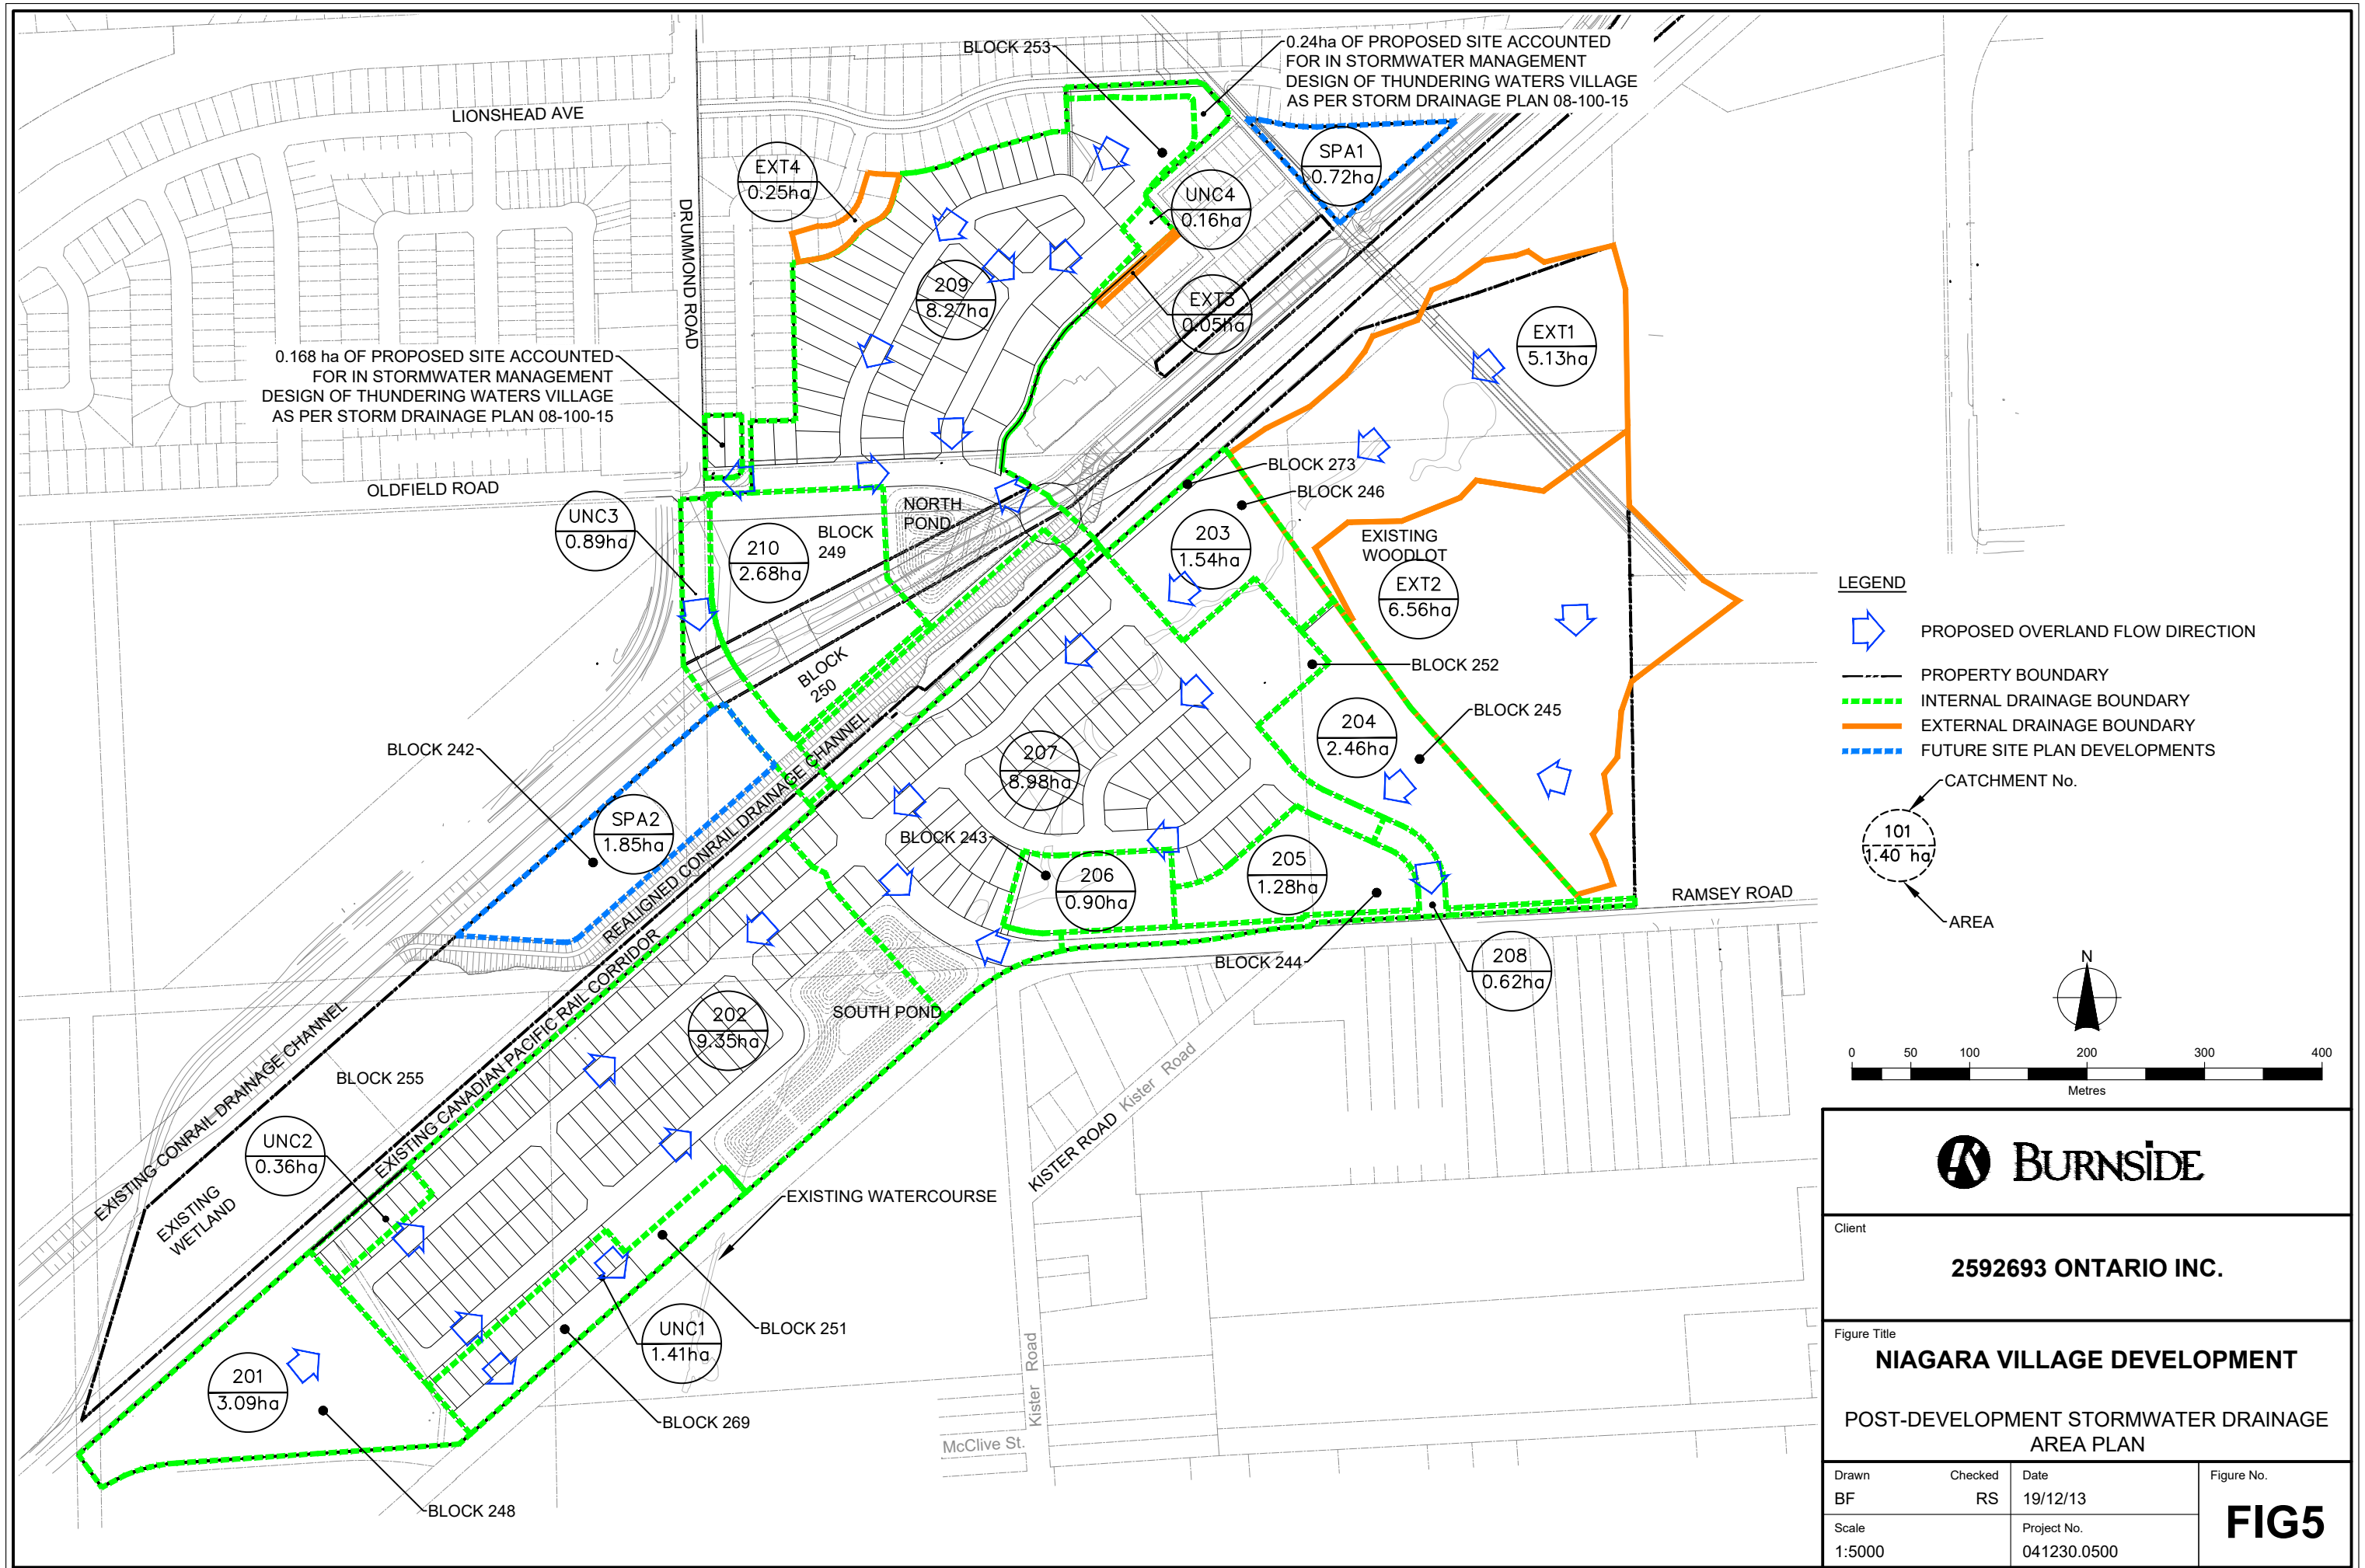 BLOCK 253
0.24ha OF PROPOSED SITE ACCOUNTED
FOR IN STORMWATER MANAGEMENT
DESIGN OF THUNDERING WATERS VILLAGE
AS PER STORM DRAINAGE PLAN 08-100-15
LIONSHEAD AVE
EXT4
0.25ha
SPA1
0.72ha
UNC4
0.16ha
DRUMMOND ROAD
209
8.27ha
EXT3
0.05ha
EXT1
5.13ha
0.168 ha OF PROPOSED SITE ACCOUNTED
FOR IN STORMWATER MANAGEMENT
DESIGN OF THUNDERING WATERS VILLAGE
AS PER STORM DRAINAGE PLAN 08-100-15
OLDFIELD ROAD
BLOCK 273
BLOCK 246
NORTH
POND
UNC3
0.89ha
210
2.68ha
BLOCK
249
203
1.54ha
EXISTING
WOODLOT
EXT2
6.56ha
BLOCK
250
BLOCK 252
BLOCK 245
204
2.46ha
BLOCK 242
207
8.98ha
SPA2
1.85ha
BLOCK 243
206
0.90ha
205
1.28ha
RAMSEY ROAD
REALIGNED CONRAIL DRAINAGE CHANNEL
BLOCK 244
208
0.62ha
202
9.35ha
SOUTH POND
EXISTING CANADIAN PACIFIC RAIL CORRIDOR
EXISTING CONRAIL DRAINAGE CHANNEL
BLOCK 255
UNC2
0.36ha
EXISTING
WETLAND
KISTER ROAD
Kister Road
EXISTING WATERCOURSE
BLOCK 251
UNC1
1.41ha
Kister Road
201
3.09ha
BLOCK 269
McClive St.
BLOCK 248
LEGEND
PROPOSED OVERLAND FLOW DIRECTION
PROPERTY BOUNDARY
INTERNAL DRAINAGE BOUNDARY
EXTERNAL DRAINAGE BOUNDARY
FUTURE SITE PLAN DEVELOPMENTS
CATCHMENT No.
101
1.40 ha
AREA
N
0 50 100 200 300 400
Metres
BURNSIDE
Client
2592693 ONTARIO INC.
Figure Title
NIAGARA VILLAGE DEVELOPMENT
POST-DEVELOPMENT STORMWATER DRAINAGE
AREA PLAN
Drawn Checked Date Figure No.
BF RS 19/12/13
FIG5
Scale Project No.
1:5000 041230.0500